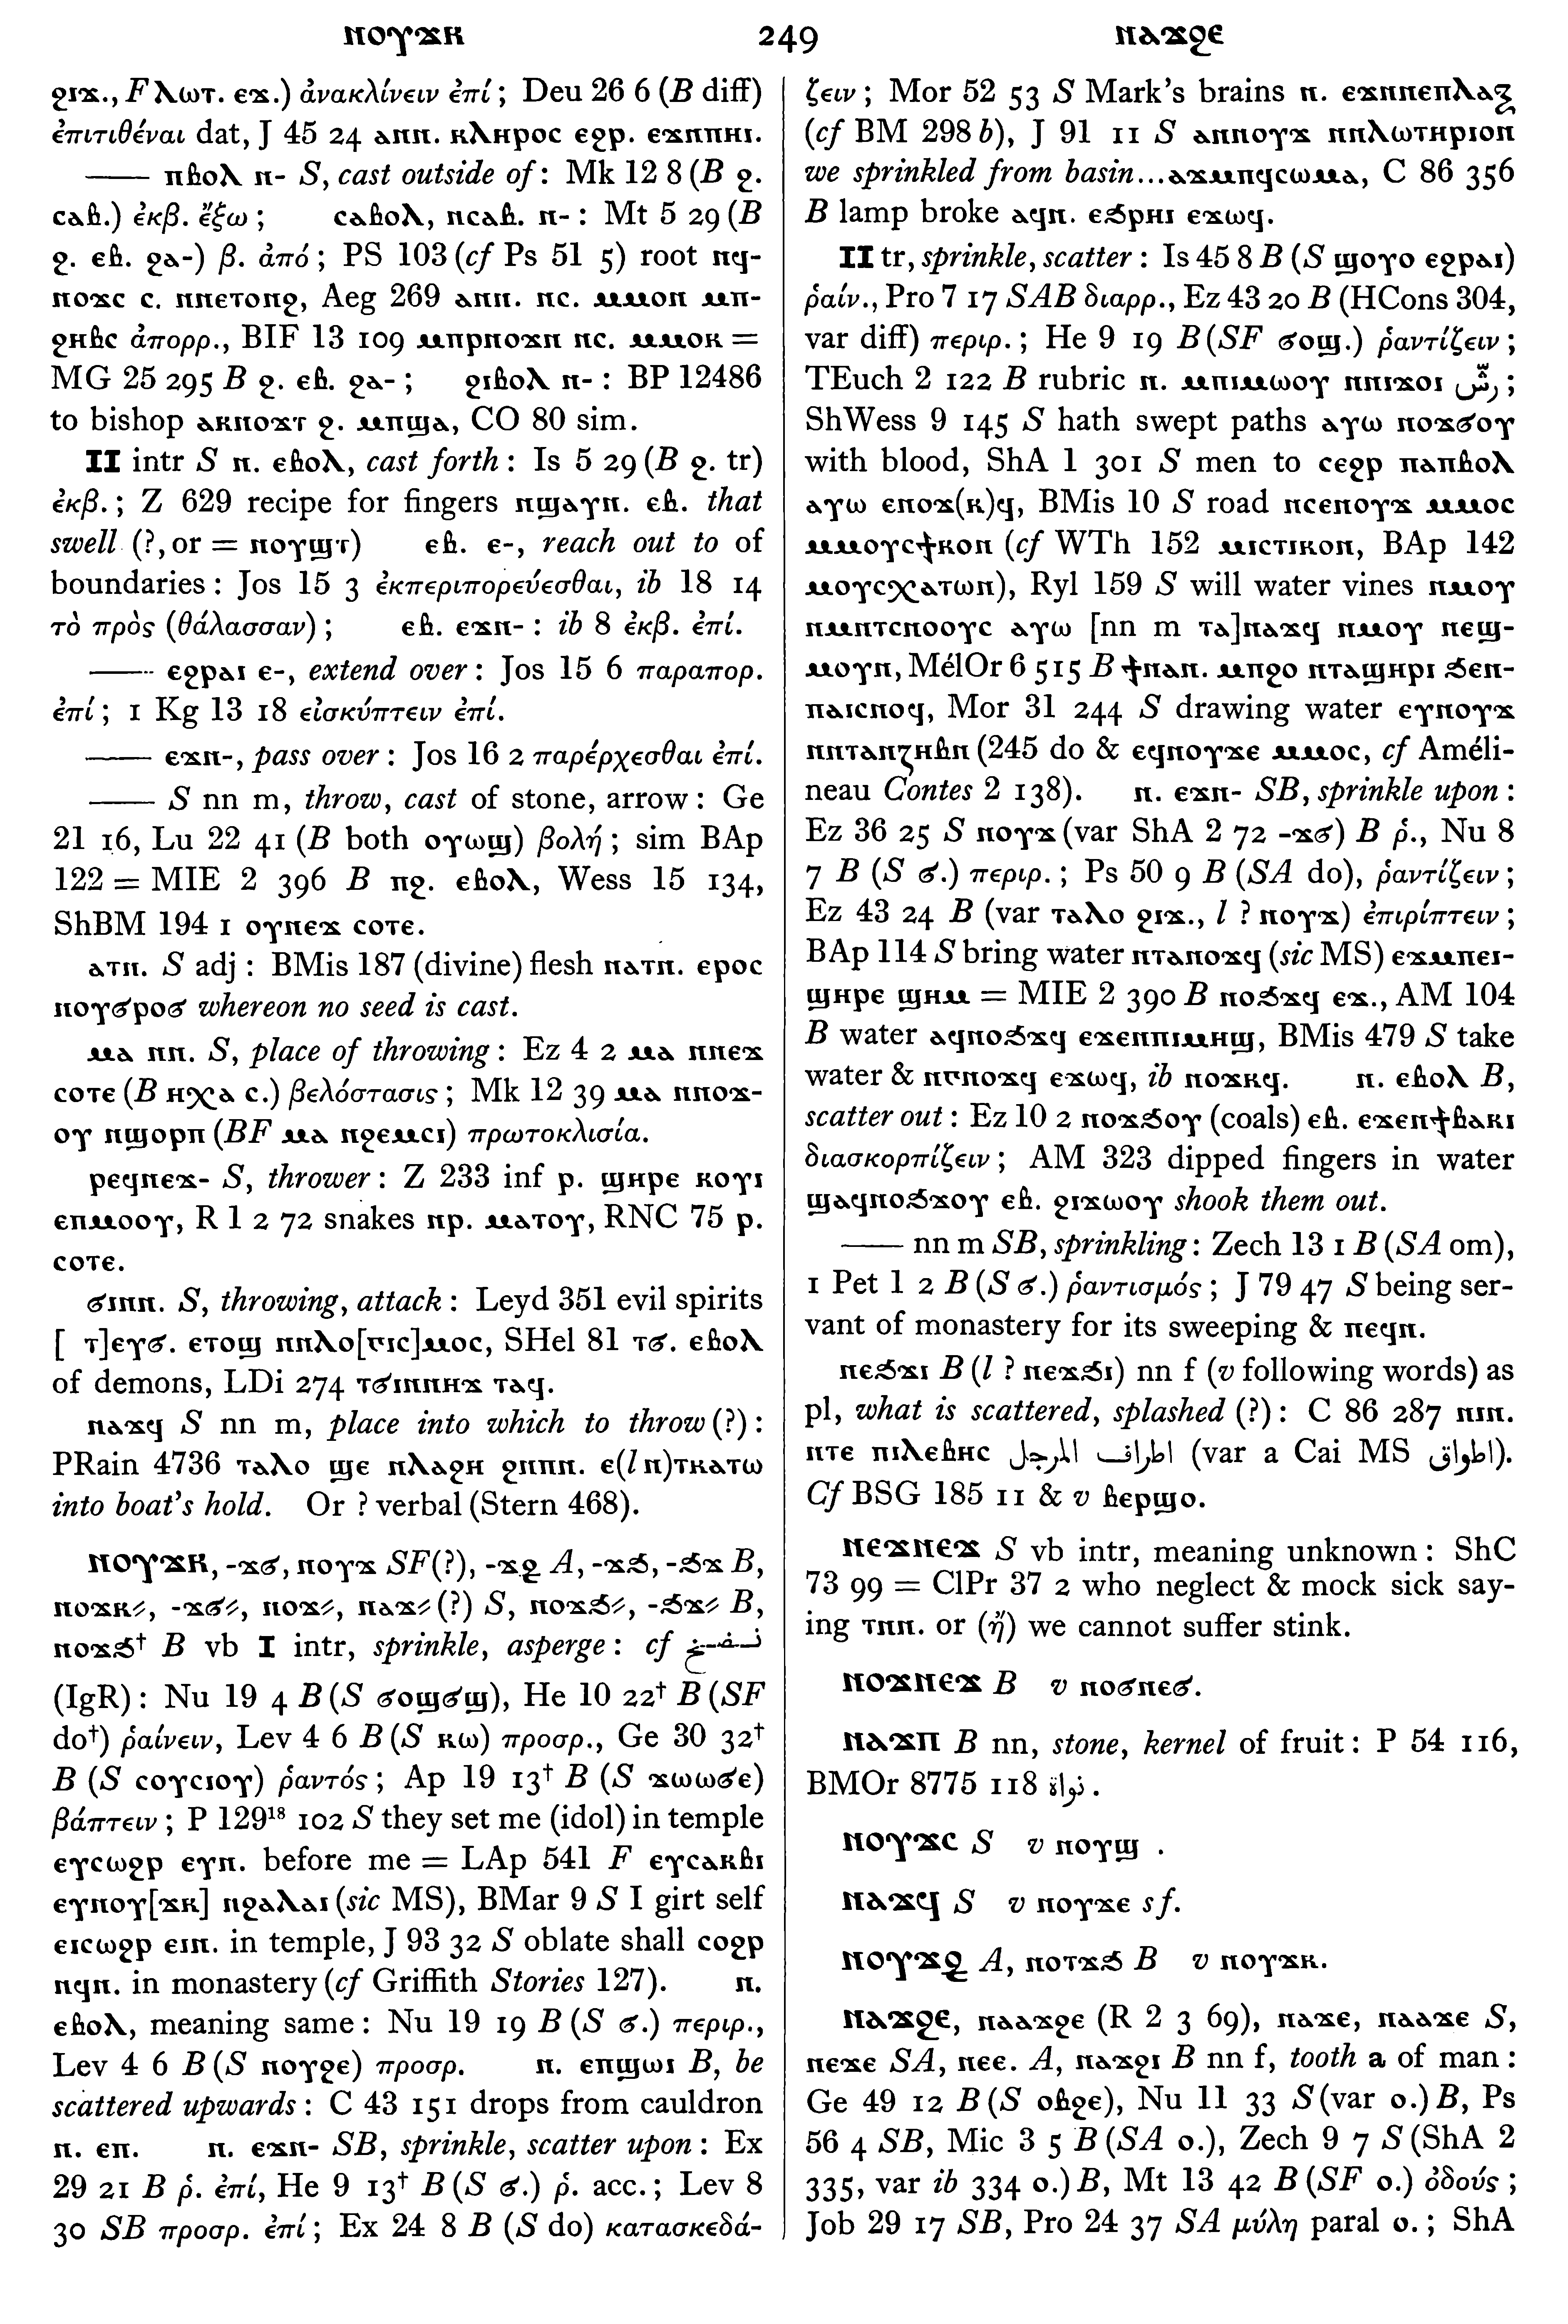 ⲛⲟⲩϫⲕ 249 ⲛⲁϫϩⲉ
ϩⲓϫ., F ⲗⲱⲧ. ⲉϫ.) ἀνακλίνειν ἐπί ; Deu 26 6 (B diff)
ἐπιτιθέναι dat, J 45 24 ⲁⲛⲛ. ⲕⲗⲏⲣⲟⲥ ⲉϩⲣ. ⲉϫⲛⲛⲏⲓ.
—— ⲛⲃⲟⲗ ⲛ- S, cast outside of : Mk 12 8 (B ϩ.
ⲥⲁⲃ.) ἐκβ. ἔξω ; ⲥⲁⲃⲟⲗ, ⲛⲥⲁⲃ. ⲛ- : Mt 5 29 (B
ϩ. ⲉⲃ. ϩⲁ-) β. ἀπό ; PS 103 (cf Ps 51 5) root ⲛϥ-
ⲛⲟϫⲥ ⲥ. ⲛⲛⲉⲧⲟⲛϩ, Aeg 269 ⲁⲛⲛ. ⲛⲥ. ⲙⲙⲟⲛ ⲙⲡ-
ϩⲏⲃⲥ ἀπορρ., BIF 13 109 ⲙⲡⲣⲛⲟϫⲛ ⲛⲥ. ⲙⲙⲟⲕ =
MG 25 295 B ϩ. ⲉⲃ. ϩⲁ- ; ϩⲓⲃⲟⲗ ⲛ- : BP 12486
to bishop ⲁⲕⲛⲟϫⲧ ϩ. ⲙⲡϣⲁ, CO 80 sim.
II intr S ⲛ. ⲉⲃⲟⲗ, cast forth : Is 5 29 (B ϩ. tr)
ἐκβ. ; Z 629 recipe for fingers ⲛϣⲁⲩⲛ. ⲉⲃ. that
swell (?, or = ⲛⲟⲩϣⲧ) ⲉⲃ. ⲉ-, reach out to of
boundaries : Jos 15 3 ἐκπεριπορεύεσθαι, ib 18 14
τὸ πρὸς (θάλασσαν) ; ⲉⲃ. ⲉϫⲛ- : ib 8 ἐκβ. ἐπί.
—— ⲉϩⲣⲁⲓ ⲉ-, extend over : Jos 15 6 παραπορ.
ἐπί ; 1 Kg 13 18 εἰσκύπτειν ἐπί.
—— ⲉϫⲛ-, pass over : Jos 16 2 παρέρχεσθαι ἐπί.
—— S nn m, throw, cast of stone, arrow : Ge
21 16, Lu 22 41 (B both ⲟⲩⲱϣ) βολή ; sim BAp
122 = MIE 2 396 B ⲡϩ. ⲉⲃⲟⲗ, Wess 15 134,
ShBM 194 1 ⲟⲩⲛⲉϫ ⲥⲟⲧⲉ.
ⲁⲧⲛ. S adj : BMis 187 (divine) flesh ⲛⲁⲧⲛ. ⲉⲣⲟⲥ
ⲛⲟⲩϭⲣⲟϭ whereon no seed is cast.
ⲙⲁ ⲛⲛ. S, place of throwing : Ez 4 2 ⲙⲁ ⲛⲛⲉϫ
ⲥⲟⲧⲉ (B ⲏⲭⲁ ⲥ.) βελόστασις ; Mk 12 39 ⲙⲁ ⲛⲛⲟϫ-
ⲟⲩ ⲛϣⲟⲣⲡ (BF ⲙⲁ ⲛϩⲉⲙⲥⲓ) πρωτοκλισία.
ⲣⲉϥⲛⲉϫ- S, thrower : Z 233 inf ⲣ. ϣⲏⲣⲉ ⲕⲟⲩⲓ
ⲉⲡⲙⲟⲟⲩ, R 1 2 72 snakes ⲛⲣ. ⲙⲁⲧⲟⲩ, RNC 75 ⲣ.
ⲥⲟⲧⲉ.
ϭⲓⲛⲛ. S, throwing, attack : Leyd 351 evil spirits
[ ⲧ]ⲉⲩϭ. ⲉⲧⲟϣ ⲛⲛⲗⲟ[ⲅⲓⲥ]ⲙⲟⲥ, SHel 81 ⲧϭ. ⲉⲃⲟⲗ
of demons, LDi 274 ⲧϭⲓⲛⲛⲏϫ ⲧⲁϥ.
ⲛⲁϫϥ S nn m, place into which to throw (?) :
PRain 4736 ⲧⲁⲗⲟ ϣⲉ ⲛⲗⲁϩⲏ ϩⲓⲡⲛ. ⲉ(l ⲛ)ⲧⲕⲁⲧⲱ
into boat's hold. Or ? verbal (Stern 468).
ⲛⲟⲩϫⲕ, -ϫϭ, ⲛⲟⲩϫ SF(?), -ϫϩ A, -ϫϧ, -ϧϫ B,
ⲛⲟϫⲕ⸗, -ϫϭ⸗, ⲛⲟϫ⸗, ⲛⲁϫ⸗ (?) S, ⲛⲟϫϧ⸗, -ϧϫ⸗ B,
ⲛⲟϫϧ† B vb I intr, sprinkle, asperge : cf نضخ
(IgR) : Nu 19 4 B (S ϭⲟϣϭϣ), He 10 22† B (SF
do†) ῥαίνειν, Lev 4 6 B (S ⲕⲱ) προσρ., Ge 30 32†
B (S ⲥⲟⲩⲥⲓⲟⲩ) ῥαντός ; Ap 19 13† B (S ϫⲱⲱϭⲉ)
βάπτειν ; P 129¹⁸ 102 S they set me (idol) in temple
ⲉⲩⲥⲱϩⲣ ⲉⲩⲛ. before me = LAp 541 F ⲉⲩⲥⲁⲕⲃⲓ
ⲉⲩⲛⲟⲩ[ϫⲕ] ⲛϩⲁⲗⲁⲓ (sic MS), BMar 9 S I girt self
ⲉⲓⲥⲱϩⲣ ⲉⲓⲛ. in temple, J 93 32 S oblate shall ⲥⲟϩⲣ
ⲛϥⲛ. in monastery (cf Griffith Stories 127). ⲛ.
ⲉⲃⲟⲗ, meaning same : Nu 19 19 B (S ϭ.) περιρ.,
Lev 4 6 B (S ⲛⲟⲩϩⲉ) προσρ. ⲛ. ⲉⲡϣⲱⲓ B, be
scattered upwards : C 43 151 drops from cauldron
ⲛ. ⲉⲡ. ⲛ. ⲉϫⲛ- SB, sprinkle, scatter upon : Ex
29 21 B ῥ. ἐπί, He 9 13† B (S ϭ.) ῥ. acc. ; Lev 8
30 SB προσρ. ἐπί ; Ex 24 8 B (S do) κατασκεδά-
ζειν ; Mor 52 53 S Mark's brains ⲛ. ⲉϫⲛⲛⲉⲡⲗⲁⲝ
(cf BM 298 b), J 91 11 S ⲁⲛⲛⲟⲩϫ ⲡⲛⲗⲱⲧⲏⲣⲓⲟⲛ
we sprinkled from basin...ⲁϫⲙⲡϥⲥⲱⲙⲁ, C 86 356
B lamp broke ⲁϥⲛ. ⲉϧⲣⲏⲓ ⲉϫⲱϥ.
II tr, sprinkle, scatter : Is 45 8 B (S ϣⲟⲩⲟ ⲉϩⲣⲁⲓ)
ῥαίν., Pro 7 17 SAB διαρρ., Ez 43 20 B (HCons 304,
var diff) περιρ. ; He 9 19 B (SF ϭⲟϣ.) ῥαντίζειν ;
TEuch 2 122 B rubric ⲛ. ⲙⲡⲓⲙⲱⲟⲩ ⲛⲛⲓϫⲟⲓ رشّ ;
ShWess 9 145 S hath swept paths ⲁⲩⲱ ⲛⲟϫϭⲟⲩ
with blood, ShA 1 301 S men to ⲥⲉϩⲣ ⲡⲁⲛⲃⲟⲗ
ⲁⲩⲱ ⲉⲛⲟϫ(ⲕ)ϥ, BMis 10 S road ⲛⲥⲉⲛⲟⲩϫ ⲙⲙⲟⲥ
ⲙⲙⲟⲩⲥϯⲕⲟⲛ (cf WTh 152 ⲙⲓⲥⲧⲓⲕⲟⲛ, BAp 142
ⲙⲟⲩⲥⲭⲁⲧⲱⲛ), Ryl 159 S will water vines ⲛⲙⲟⲩ
ⲛⲙⲛⲧⲥⲛⲟⲟⲩⲥ ⲁⲩⲱ [nn m ⲧⲁ]ⲛⲁϫϥ ⲛⲙⲟⲩ ⲛⲉϣ-
ⲙⲟⲩⲛ, MélOr 6 515 B ϯⲛⲁⲛ. ⲙⲡϩⲟ ⲛⲧⲁϣⲏⲣⲓ ϧⲉⲛ-
ⲡⲁⲓⲥⲛⲟϥ, Mor 31 244 S drawing water ⲉⲩⲛⲟⲩϫ
ⲛⲛⲧⲁⲛⲍⲏⲃⲛ (245 do & ⲉϥⲛⲟⲩϫⲉ ⲙⲙⲟⲥ, cf Améli-
neau Contes 2 138). ⲛ. ⲉϫⲛ- SB, sprinkle upon :
Ez 36 25 S ⲛⲟⲩϫ (var ShA 2 72 -ϫϭ) B ῥ., Nu 8
7 B (S ϭ.) περιρ. ; Ps 50 9 B (SA do), ῥαντίζειν ;
Ez 43 24 B (var ⲧⲁⲗⲟ ϩⲓϫ., l ? ⲛⲟⲩϫ) ἐπιρίπτειν ;
BAp 114 S bring water ⲛⲧⲁⲛⲟϫϥ (sic MS) ⲉϫⲙⲡⲉⲓ-
ϣⲏⲣⲉ ϣⲏⲙ = MIE 2 390 B ⲛⲟϧϫϥ ⲉϫ., AM 104
B water ⲁϥⲛⲟϧϫϥ ⲉϫⲉⲛⲡⲓⲙⲏϣ, BMis 479 S take
water & ⲛⲅⲛⲟϫϥ ⲉϫⲱϥ, ib ⲛⲟϫⲕϥ. ⲛ. ⲉⲃⲟⲗ B,
scatter out : Ez 10 2 ⲛⲟϫϧⲟⲩ (coals) ⲉⲃ. ⲉϫⲉⲛϯⲃⲁⲕⲓ
διασκορπίζειν ; AM 323 dipped fingers in water
ϣⲁϥⲛⲟϧϫⲟⲩ ⲉⲃ. ϩⲓϫⲱⲟⲩ shook them out.
—— nn m SB, sprinkling : Zech 13 1 B (SA om),
1 Pet 1 2 B (S ϭ.) ῥαντισμός ; J 79 47 S being ser-
vant of monastery for its sweeping & ⲡⲉϥⲛ.
ⲛⲉϧϫⲓ B (l ? ⲛⲉϫϧⲓ) nn f (v following words) as
pl, what is scattered, splashed (?) : C 86 287 ⲛⲓⲛ.
ⲛⲧⲉ ⲡⲓⲗⲉⲃⲏⲥ اطراف المرجل (var a Cai MS اطواق).
Cf BSG 185 11 & v ⲃⲉⲣϣⲟ.
ⲛⲉϫⲛⲉϫ S vb intr, meaning unknown : ShC
73 99 = ClPr 37 2 who neglect & mock sick say-
ing ⲧⲛⲛ. or (ἤ) we cannot suffer stink.
ⲛⲟϫⲛⲉϫ B v ⲛⲟϭⲛⲉϭ.
ⲛⲁϫⲡ B nn, stone, kernel of fruit : P 54 116,
BMOr 8775 118 نواة.
ⲛⲟⲩϫⲥ S v ⲛⲟⲩϣ .
ⲛⲁϫϥ S v ⲛⲟⲩϫⲉ sf.
ⲛⲟⲩϫϩ A, ⲛⲟⲧϫϧ B v ⲛⲟⲩϫⲕ.
ⲛⲁϫϩⲉ, ⲛⲁⲁϫϩⲉ (R 2 3 69), ⲛⲁϫⲉ, ⲛⲁⲁϫⲉ S,
ⲛⲉϫⲉ SA, ⲛⲉⲉ. A, ⲛⲁϫϩⲓ B nn f, tooth a of man :
Ge 49 12 B (S ⲟⲃϩⲉ), Nu 11 33 S (var ⲟ.) B, Ps
56 4 SB, Mic 3 5 B (SA ⲟ.), Zech 9 7 S (ShA 2
335, var ib 334 ⲟ.) B, Mt 13 42 B (SF ⲟ.) ὀδούς ;
Job 29 17 SB, Pro 24 37 SA μύλη paral ⲟ. ; ShA